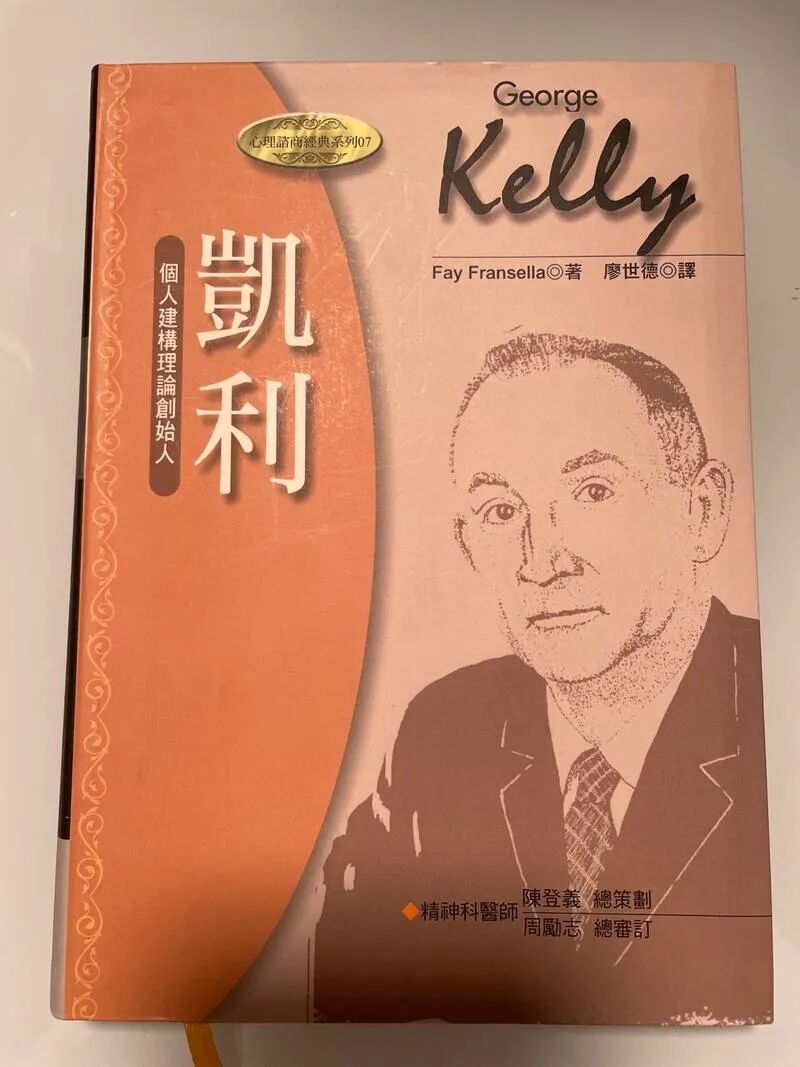 心理諮商經典系列07
George
Kelly
Fay Fransella◎著 廖世德◎譯
凱利
個人建構理論創始人
◆精神科醫師
陳登義 總策劃
周勵志 總審訂